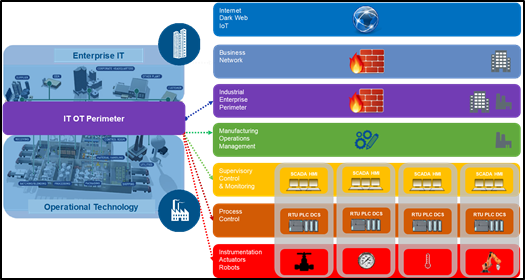 Enterprise IT
IT OT Perimeter
Operational Technology
Internet
Dark Web
IoT
Business
Network
Industrial
Enterprise
Perimeter
Manufacturing
Operations
Management
Supervisory
Control
& Monitoring
SCADA HMI
SCADA HMI
SCADA HMI
SCADA HMI
Process
Control
RTU PLC DCS
RTU PLC DCS
RTU PLC DCS
RTU PLC DCS
Instrumentation
Actuators
Robots